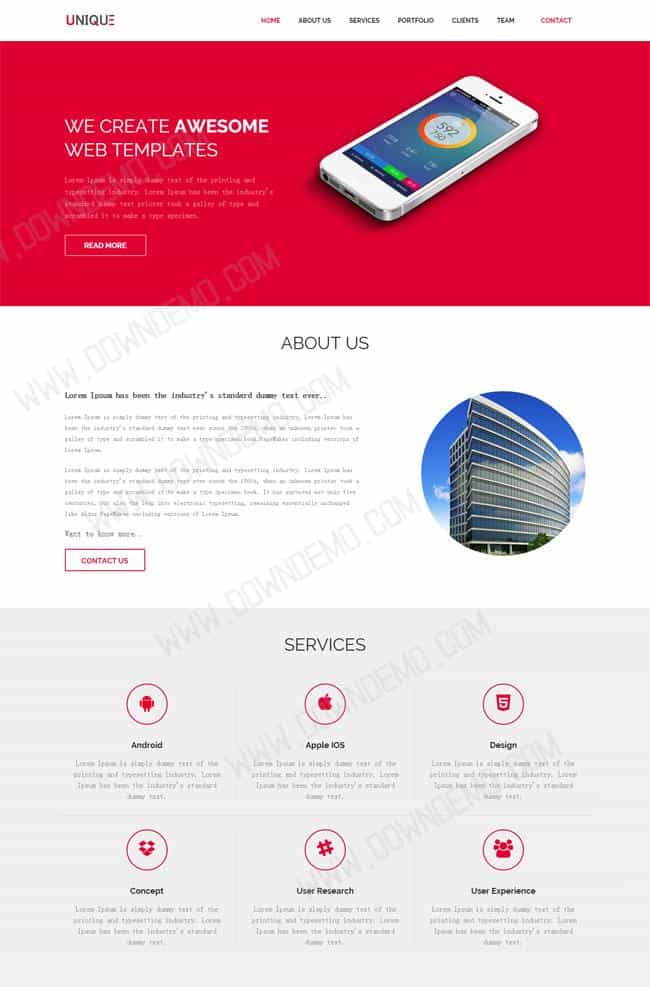 UNIQUE
HOME ABOUT US SERVICES PORTFOLIO CLIENTS TEAM CONTACT
WE CREATE AWESOME
WEB TEMPLATES
Lorem Ipsum is simply dummy text of the printing and
typesetting industry. Lorem Ipsum has been the industry's
standard dummy text printer took a galley of type and
scrambled it to make a type specimen.
READ MORE
592
750
ABOUT US
Lorem Ipsum has been the industry's standard dummy text ever..
Lorem Ipsum is simply dummy text of the printing and typesetting industry. Lorem Ipsum has
been the industry's standard dummy text ever since the 1500s, when an unknown printer took a
galley of type and scrambled it to make a type specimen book.PageMaker including versions of
Lorem Ipsum.
Lorem Ipsum is simply dummy text of the printing and typesetting industry. Lorem Ipsum has
been the industry's standard dummy text ever since the 1500s, when an unknown printer took a
galley of type and scrambled it to make a type specimen book. It has survived not only five
centuries, but also the leap into electronic typesetting, remaining essentially unchanged
like Aldus PageMaker including versions of Lorem Ipsum.
Want to know more..
CONTACT US
SERVICES
Android
Lorem Ipsum is simply dummy text of the
printing and typesetting industry. Lorem
Ipsum has been the industry's standard
dummy text.
Apple IOS
Lorem Ipsum is simply dummy text of the
printing and typesetting industry. Lorem
Ipsum has been the industry's standard
dummy text.
Design
Lorem Ipsum is simply dummy text of the
printing and typesetting industry. Lorem
Ipsum has been the industry's standard
dummy text.
Concept
Lorem Ipsum is simply dummy text of the
printing and typesetting industry. Lorem
Ipsum has been the industry's standard
dummy text.
User Research
Lorem Ipsum is simply dummy text of the
printing and typesetting industry. Lorem
Ipsum has been the industry's standard
dummy text.
User Experience
Lorem Ipsum is simply dummy text of the
printing and typesetting industry. Lorem
Ipsum has been the industry's standard
dummy text.
WWW.DOWNDEMO.COM
WWW.DOWNDEMO.COM
WWW.DOWNDEMO.COM
WWW.DOWNDEMO.COM
WWW.DOWNDEMO.COM
WWW.DOWNDEMO.COM